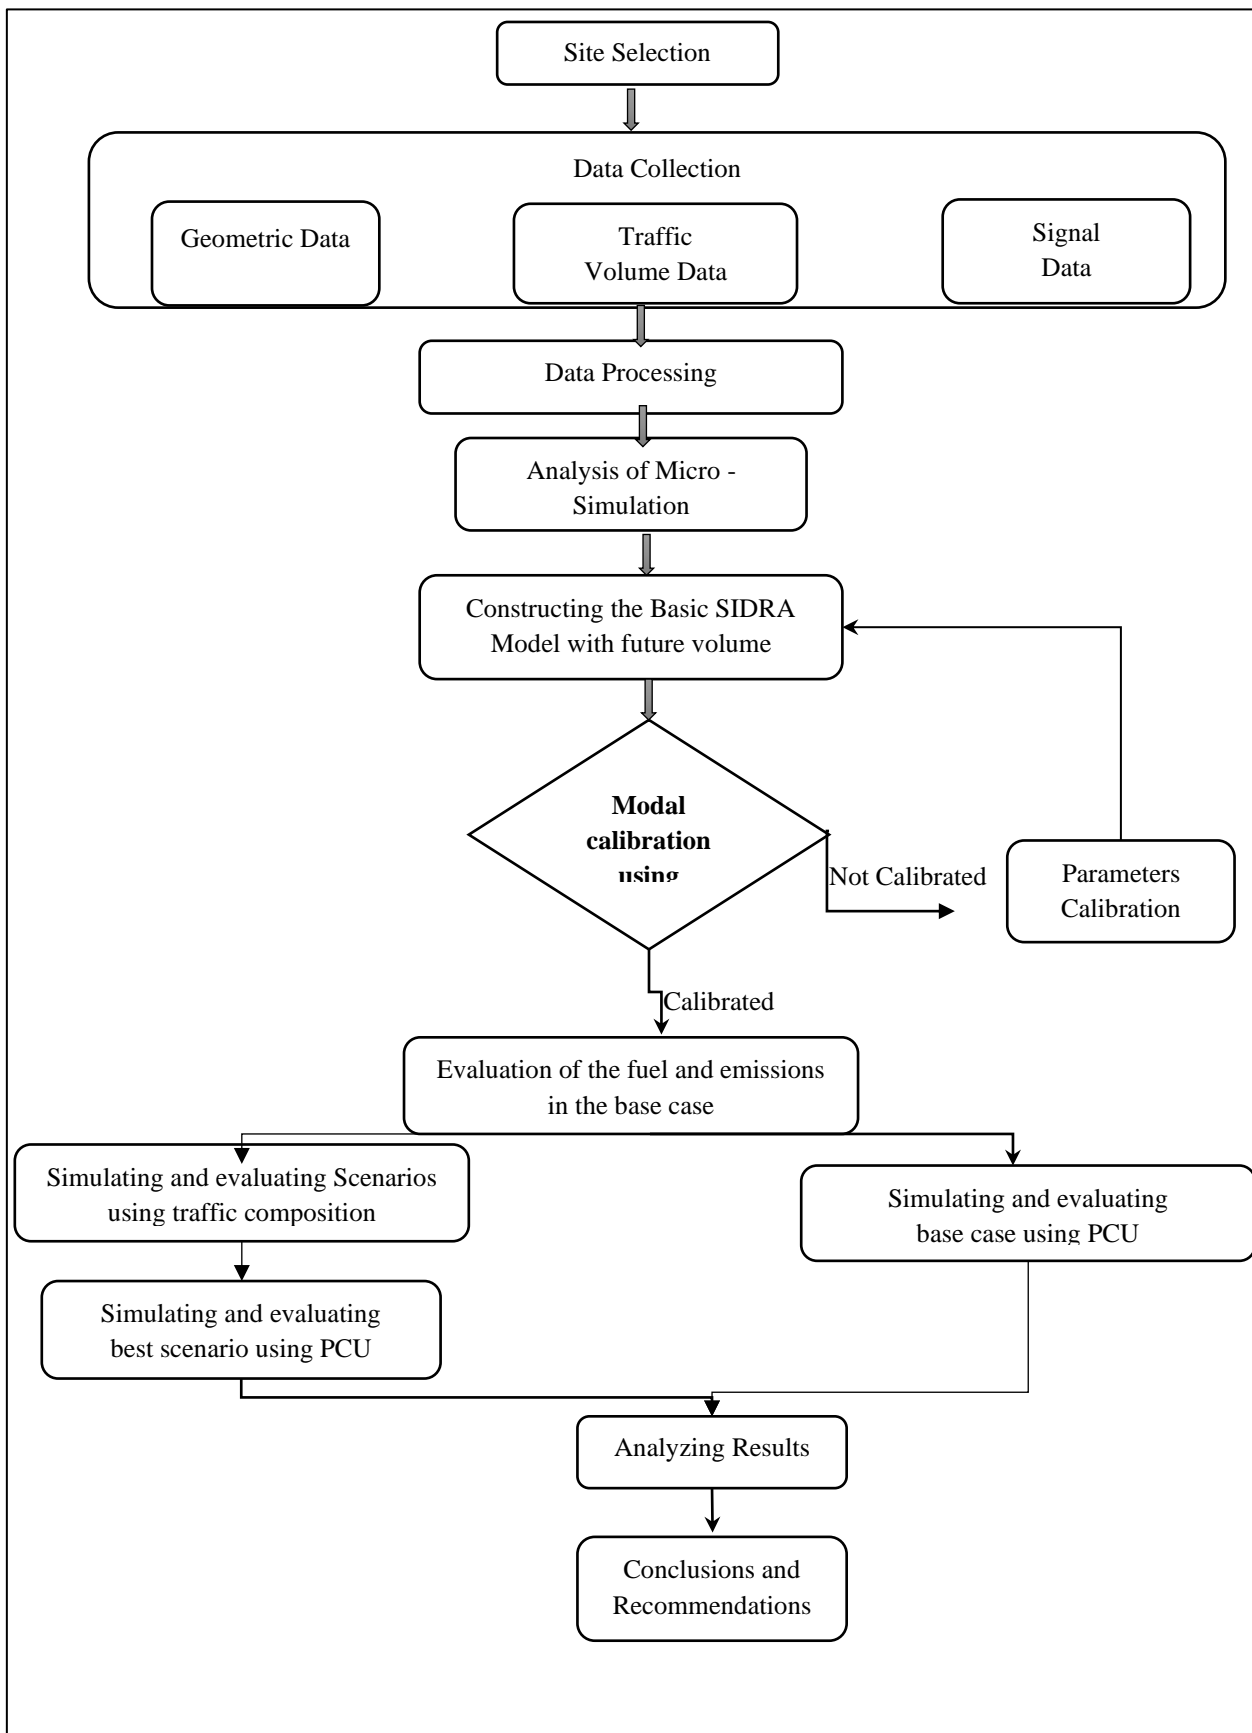 Site Selection
Data Collection
Geometric Data
Traffic
Volume Data
Signal
Data
Data Processing
Analysis of Micro -
Simulation
Constructing the Basic SIDRA
Model with future volume
Modal
calibration
using
Not Calibrated
Parameters
Calibration
Calibrated
Evaluation of the fuel and emissions
in the base case
Simulating and evaluating Scenarios
using traffic composition
Simulating and evaluating
base case using PCU
Simulating and evaluating
best scenario using PCU
Analyzing Results
Conclusions and
Recommendations